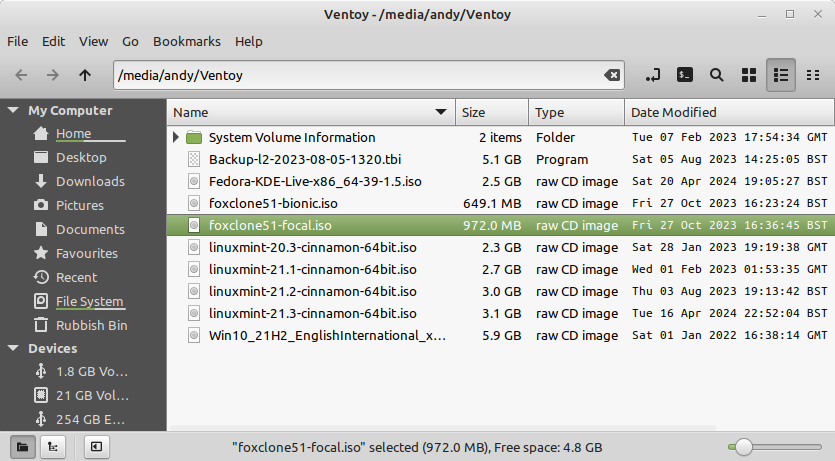 Ventoy - /media/andy/Ventoy
File Edit View Go Bookmarks Help
/media/andy/Ventoy
My Computer
Home
Desktop
Downloads
Pictures
Documents
Favourites
Recent
File System
Rubbish Bin
Devices
1.8 GB Vo...
21 GB Vol...
254 GB E...
Name Size Type Date Modified
System Volume Information 2 items Folder Tue 07 Feb 2023 17:54:34 GMT
Backup-l2-2023-08-05-1320.tbi 5.1 GB Program Sat 05 Aug 2023 14:25:05 BST
Fedora-KDE-Live-x86_64-39-1.5.iso 2.5 GB raw CD image Sat 20 Apr 2024 19:05:27 BST
foxclone51-bionic.iso 649.1 MB raw CD image Fri 27 Oct 2023 16:23:24 BST
foxclone51-focal.iso 972.0 MB raw CD image Fri 27 Oct 2023 16:36:45 BST
linuxmint-20.3-cinnamon-64bit.iso 2.3 GB raw CD image Sat 28 Jan 2023 19:19:38 GMT
linuxmint-21.1-cinnamon-64bit.iso 2.7 GB raw CD image Wed 01 Feb 2023 01:53:35 GMT
linuxmint-21.2-cinnamon-64bit.iso 3.0 GB raw CD image Thu 03 Aug 2023 19:13:42 BST
linuxmint-21.3-cinnamon-64bit.iso 3.1 GB raw CD image Tue 16 Apr 2024 22:52:04 BST
Win10_21H2_EnglishInternational_x... 5.9 GB raw CD image Sat 01 Jan 2022 16:38:14 GMT
"foxclone51-focal.iso" selected (972.0 MB), Free space: 4.8 GB